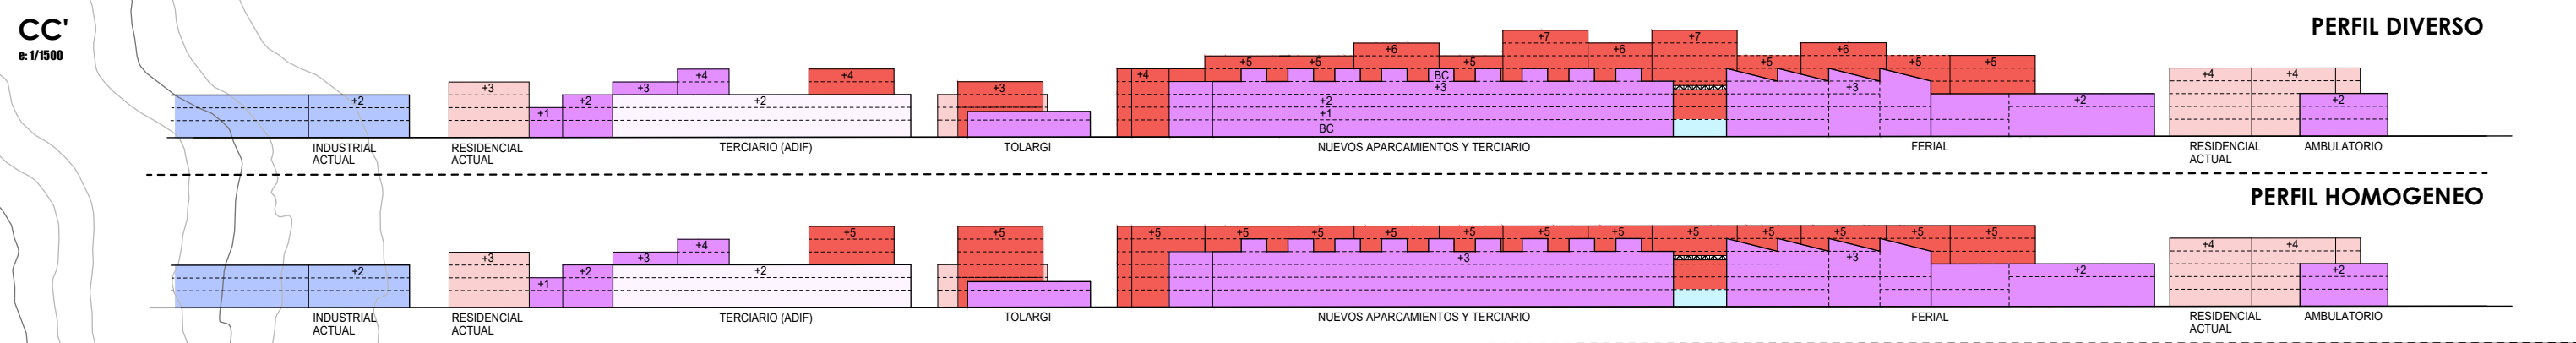 CC'
e: 1/1500
PERFIL DIVERSO
+7 +7
+6 +6 +6
+5 +5 +5 +5 +5 +5
+4 +4 +4 +4 +4
BC
+3 +3 +3 +3 +3
+2 +2 +2 +2 +2 +2
+1 +1
BC
INDUSTRIAL
ACTUAL
RESIDENCIAL
ACTUAL
TERCIARIO (ADIF)
TOLARGI
NUEVOS APARCAMIENTOS Y TERCIARIO
FERIAL
RESIDENCIAL
ACTUAL
AMBULATORIO
PERFIL HOMOGENEO
+5 +5 +5 +5 +5 +5 +5 +5 +5 +5 +5 +5 +5
+4 +4 +4
+3 +3 +3 +3
+2 +2 +2 +2 +2
+1
INDUSTRIAL
ACTUAL
RESIDENCIAL
ACTUAL
TERCIARIO (ADIF)
TOLARGI
NUEVOS APARCAMIENTOS Y TERCIARIO
FERIAL
RESIDENCIAL
ACTUAL
AMBULATORIO